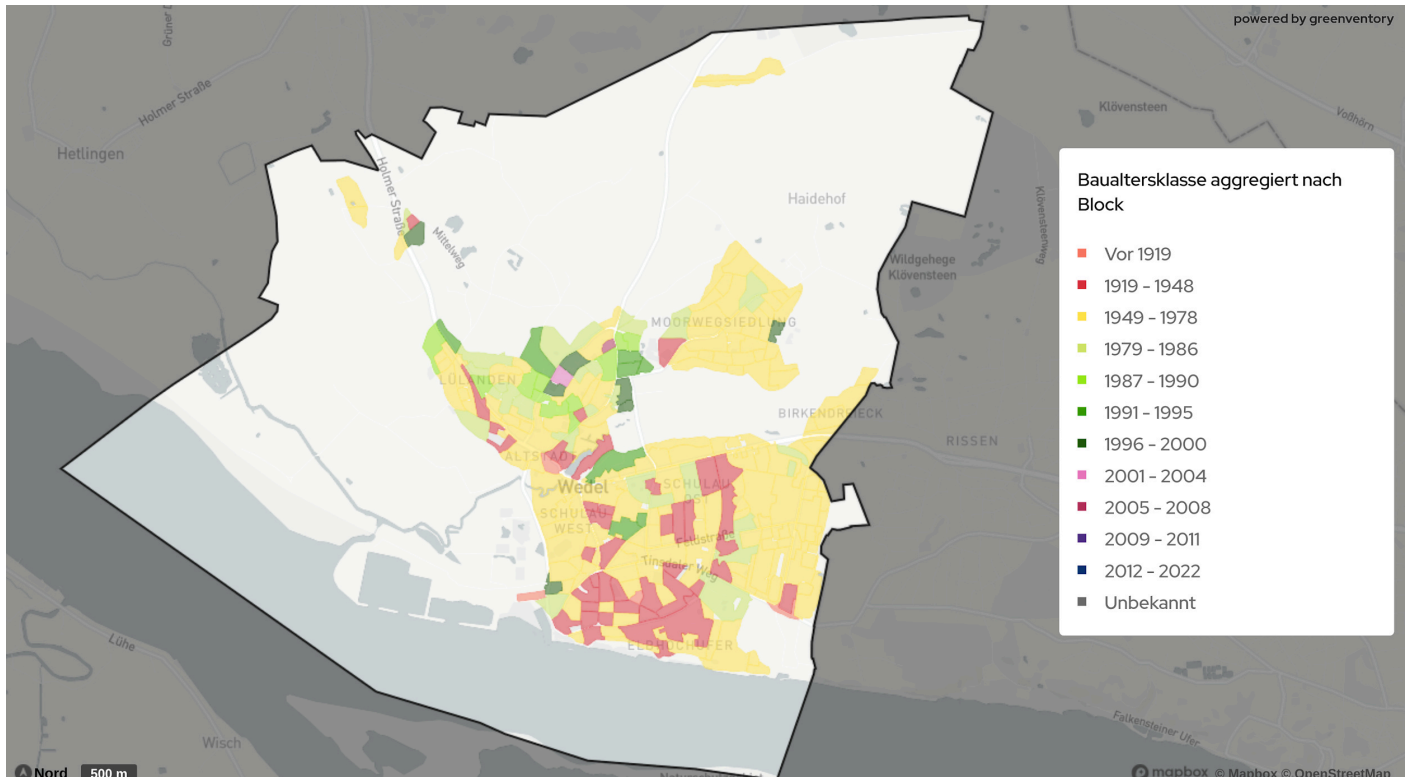 powered by greenventory
Grüner D
Holmer Straße
Hetlingen
Klövensteen
Voßhörn
Holmer Straße
Mittelweg
Haidehof
Klövensteenweg
Wildgehege
Klövensteen
Baualtersklasse aggregiert nach
Block
Vor 1919
1919 - 1948
1949 - 1978
1979 - 1986
1987 - 1990
1991 - 1995
1996 - 2000
2001 - 2004
2005 - 2008
2009 - 2011
2012 - 2022
Unbekannt
MOORWEGSIEDLUNG
LÜLANDEN
BIRKENDREIECK
RISSEN
ALTSTADT
Wedel
SCHULAU
OST
SCHULAU
WEST
Feldstraße
Tinsdaler Weg
ELBHOCHUFER
Lühe
Wisch
Falkensteiner Ufer
Nord
500 m
mapbox
© Mapbox © OpenStreetMap